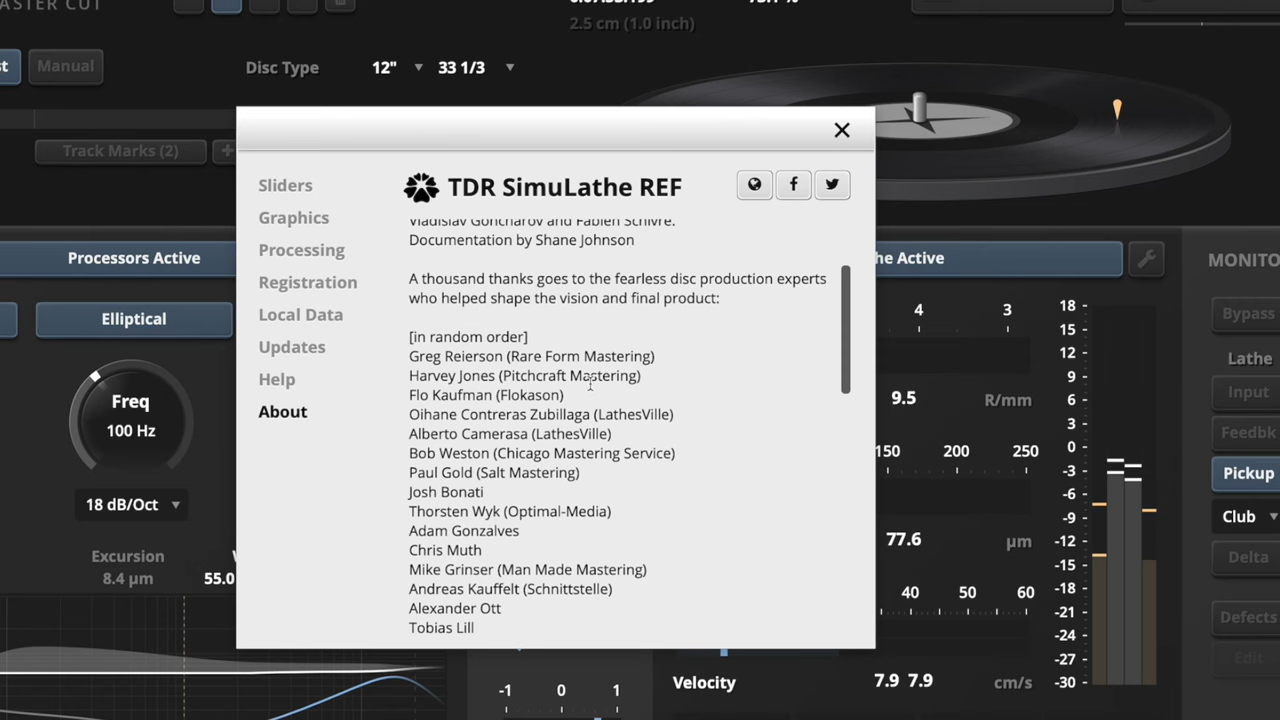 ASTER CUT
2.5 cm (1.0 inch)
Manual
Disc Type
12"
33 1/3
Track Marks (2)
+
Processors Active
Elliptical
Freq
100 Hz
18 dB/Oct
Excursion
8.4 µm
55.0
Sliders
Graphics
Processing
Registration
Local Data
Updates
Help
About
TDR SimuLathe REF
Vladislav Goncharov and Fabien Schivre.
Documentation by Shane Johnson
A thousand thanks goes to the fearless disc production experts
who helped shape the vision and final product:
[in random order]
Greg Reierson (Rare Form Mastering)
Harvey Jones (Pitchcraft Mastering)
Flo Kaufman (Flokason)
Oihane Contreras Zubillaga (LathesVille)
Alberto Camerasa (LathesVille)
Bob Weston (Chicago Mastering Service)
Paul Gold (Salt Mastering)
Josh Bonati
Thorsten Wyk (Optimal-Media)
Adam Gonzalves
Chris Muth
Mike Grinser (Man Made Mastering)
Andreas Kauffelt (Schnittstelle)
Alexander Ott
Tobias Lill
he Active
4 3
9.5 R/mm
150 200 250
77.6 µm
40 50 60
-1 0 1
Velocity 7.9 7.9 cm/s
18
15
12
9
6
3
0
-3
-6
-9
-12
-15
-18
-21
-24
-27
-30
MONITO
Bypass
Lathe
Input
Feedbk
Pickup
Club
Delta
Defects
Edit